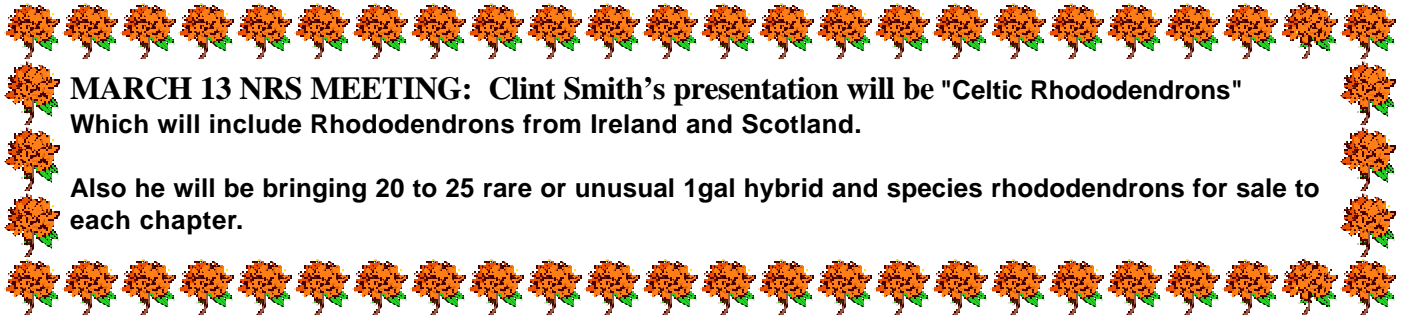 MARCH 13 NRS MEETING:  Clint Smith’s presentation will be "Celtic Rhododendrons"
Which will include Rhododendrons from Ireland and Scotland.
Also he will be bringing 20 to 25 rare or unusual 1gal hybrid and species rhododendrons for sale to
each chapter.